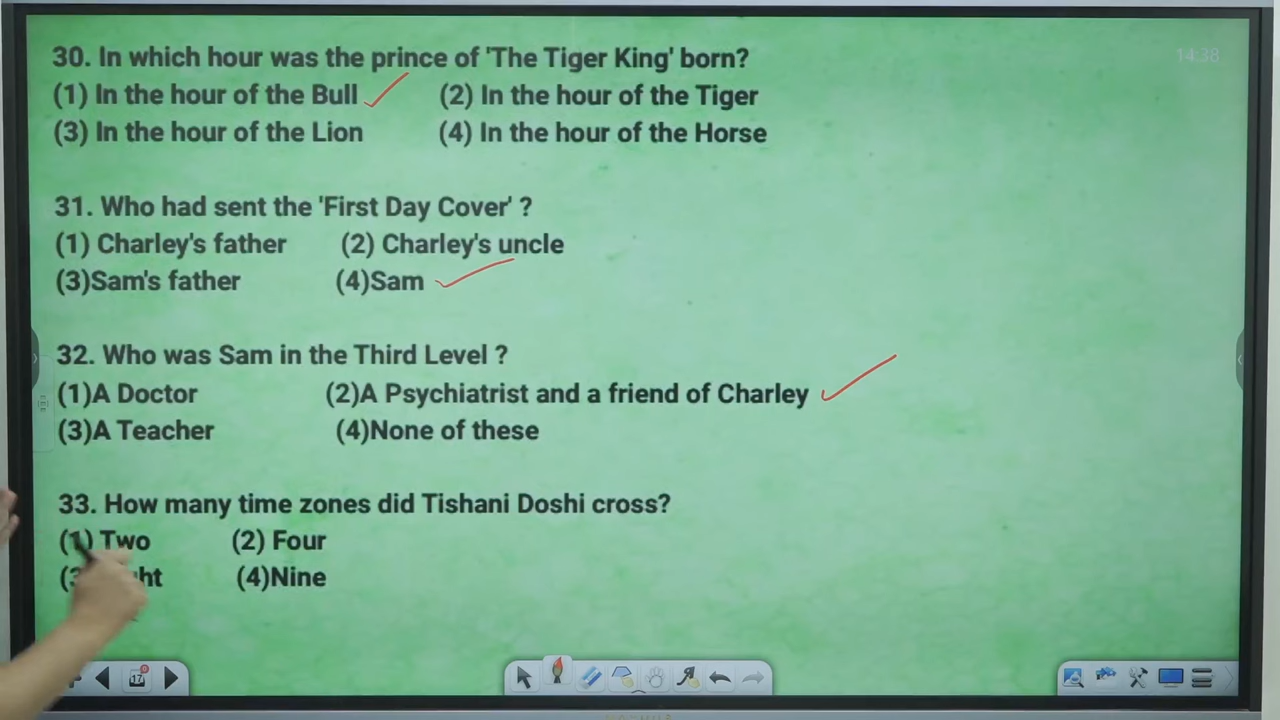 14:38
30. In which hour was the prince of 'The Tiger King' born?
(1) In the hour of the Bull (2) In the hour of the Tiger
(3) In the hour of the Lion (4) In the hour of the Horse
31. Who had sent the 'First Day Cover' ?
(1) Charley's father (2) Charley's uncle
(3)Sam's father (4)Sam
32. Who was Sam in the Third Level ?
(1)A Doctor (2)A Psychiatrist and a friend of Charley
(3)A Teacher (4)None of these
33. How many time zones did Tishani Doshi cross?
(1) Two (2) Four
(4)Nine
17